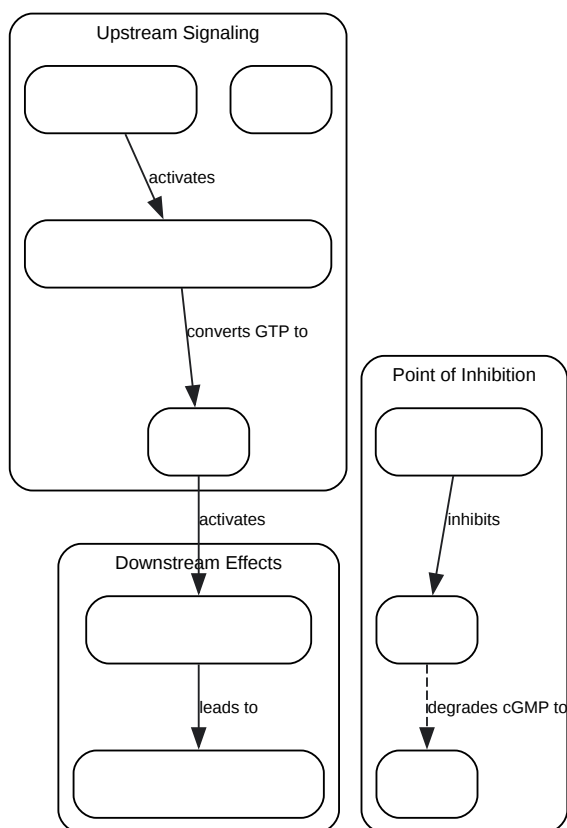 Upstream Signaling
activates
converts GTP to
Point of Inhibition
activates
inhibits
Downstream Effects
leads to
degrades cGMP to